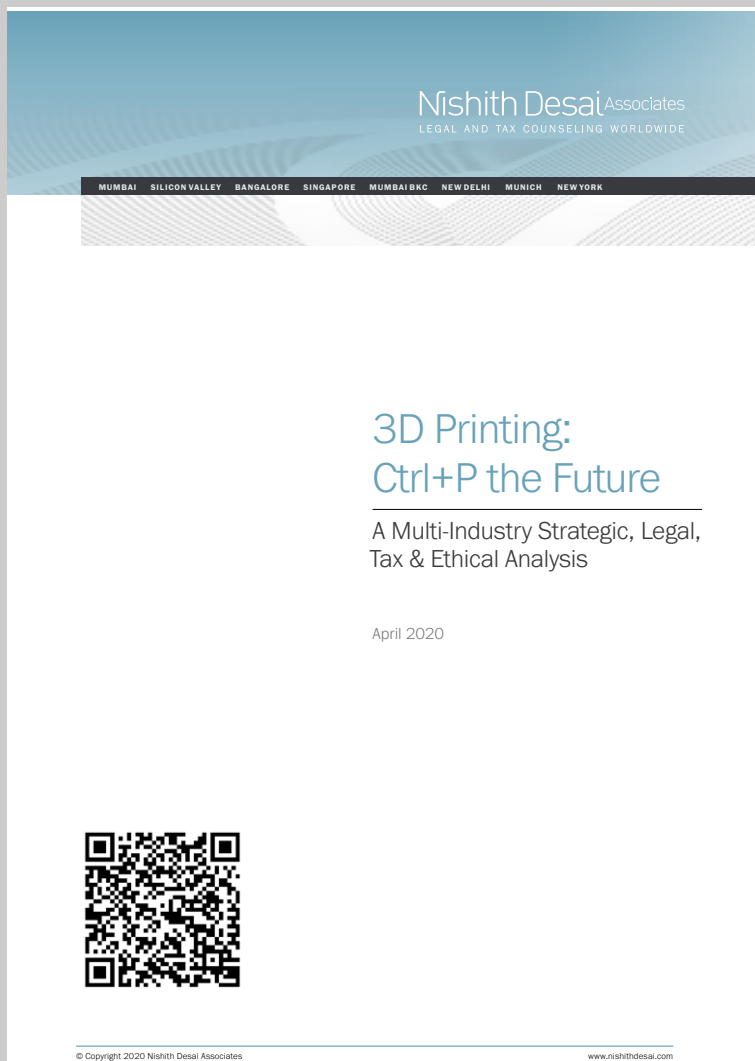 Nishith Desai Associates
LEGAL AND TAX COUNSELING WORLDWIDE
MUMBAI SILICON VALLEY BANGALORE SINGAPORE MUMBAI BKC NEW DELHI MUNICH NEW YORK
3D Printing:
Ctrl+P the Future
A Multi-Industry Strategic, Legal,
Tax & Ethical Analysis
April 2020
© Copyright 2020 Nishith Desai Associates www.nishithdesai.com